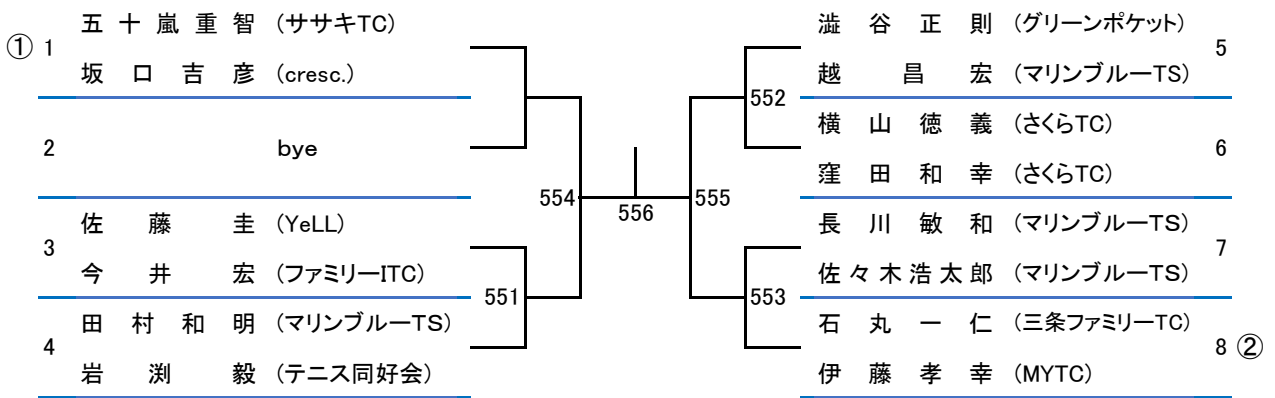 五十嵐重智 (ササキTC)
① 1
坂口吉彦 (cresc.)
2 bye
佐藤圭 (YeLL)
3
今井宏 (ファミリーITC)
田村和明 (マリンブルーTS)
4
岩渕毅 (テニス同好会)
554
551
556
555
552
553
澁谷正則 (グリーンポケット)
5
越昌宏 (マリンブルーTS)
横山徳義 (さくらTC)
6
窪田和幸 (さくらTC)
長川敏和 (マリンブルーTS)
7
佐々木浩太郎 (マリンブルーTS)
石丸一仁 (三条ファミリーTC)
8 ②
伊藤孝幸 (MYTC)